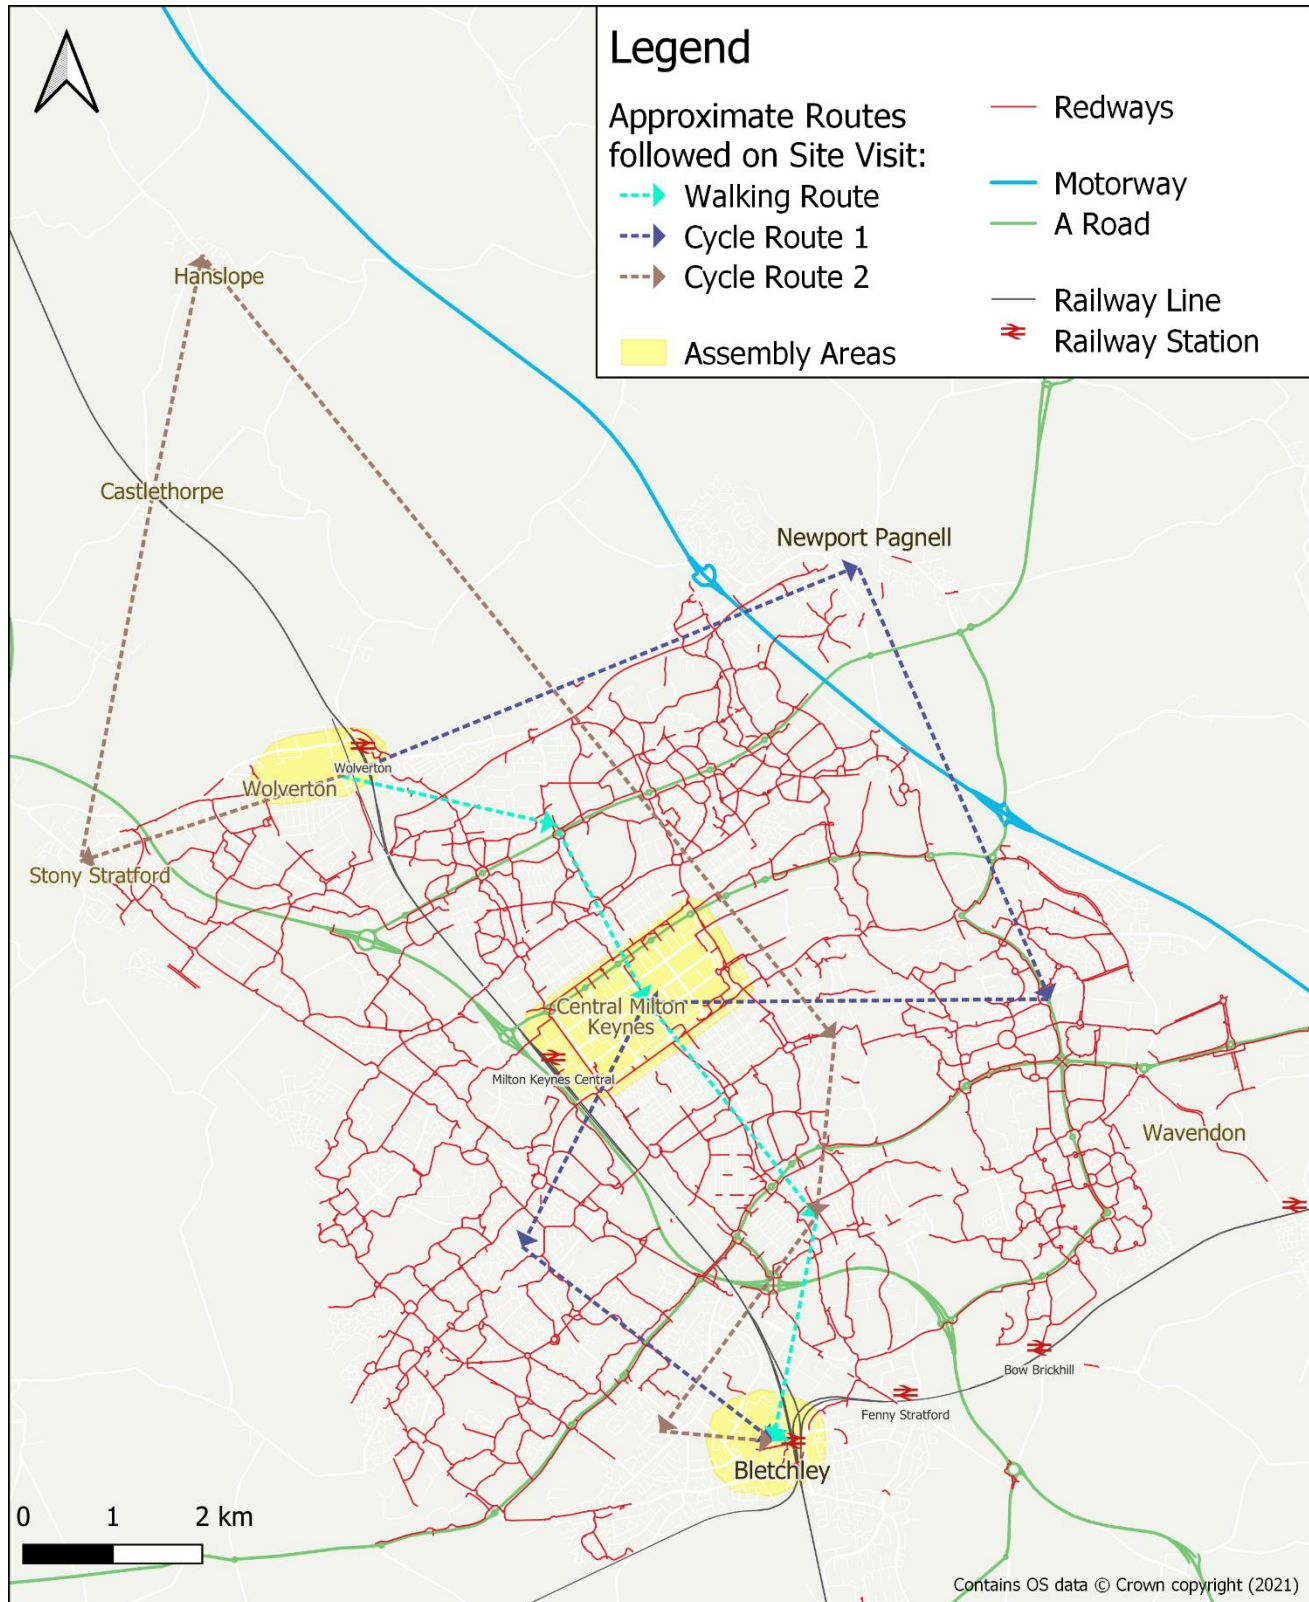 Legend
Approximate Routes
followed on Site Visit:
Walking Route
Cycle Route 1
Cycle Route 2
Assembly Areas
Redways
Motorway
A Road
Railway Line
Railway Station
Hanslope
Castlethorpe
Newport Pagnell
Wolverton
Wolverton
Stony Stratford
Central Milton
Keynes
Milton Keynes Central
Wavendon
Bow Brickhill
Fenny Stratford
Bletchley
0 1 2 km
Contains OS data © Crown copyright (2021)